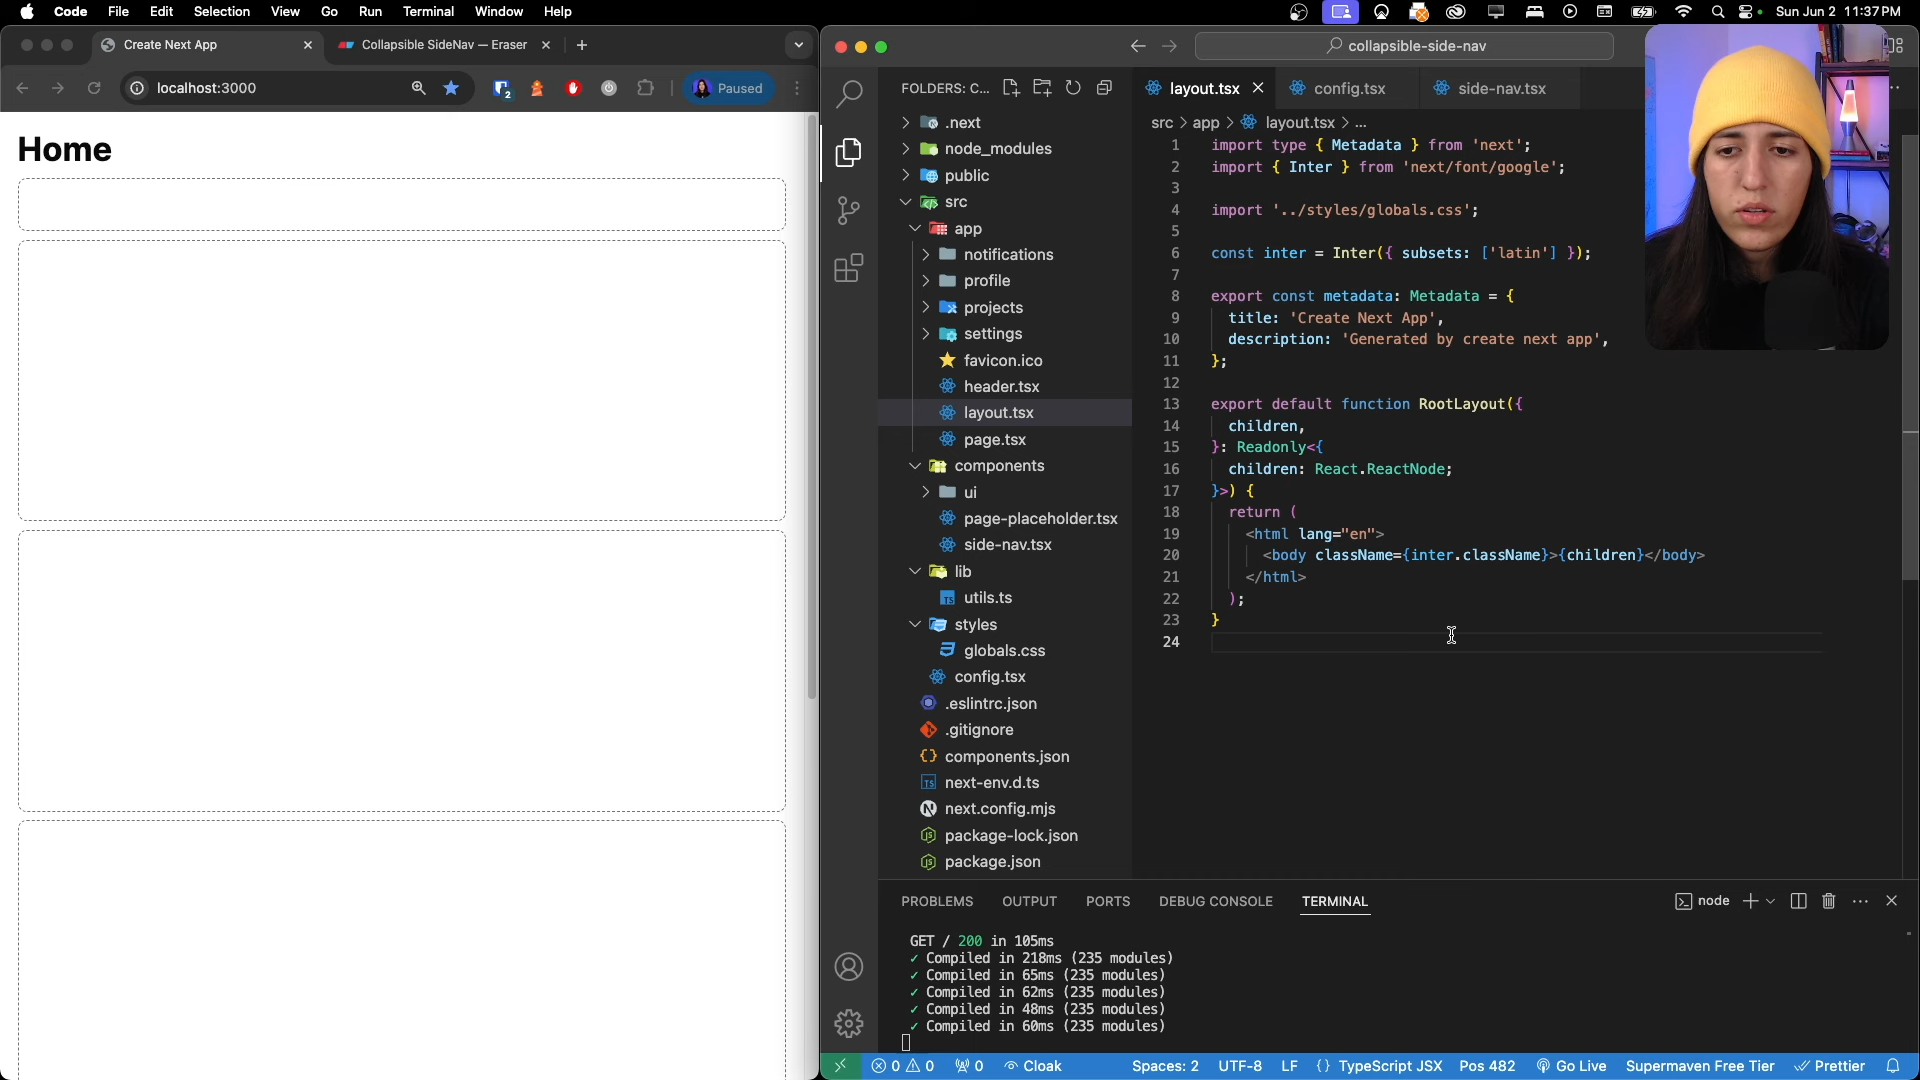 Code File Edit Selection View Go Run Terminal Window Help
Sun Jun 2 11:37 PM
Create Next App
Collapsible SideNav — Eraser
localhost:3000
2
Paused
Home
collapsible-side-nav
FOLDERS: C...
.next
node_modules
public
src
app
notifications
profile
projects
settings
favicon.ico
header.tsx
layout.tsx
page.tsx
components
ui
page-placeholder.tsx
side-nav.tsx
lib
utils.ts
styles
globals.css
config.tsx
.eslintrc.json
.gitignore
components.json
next-env.d.ts
next.config.mjs
package-lock.json
package.json
layout.tsx
config.tsx
side-nav.tsx
src > app > layout.tsx > ...
1 import type { Metadata } from 'next';
2 import { Inter } from 'next/font/google';
3
4 import '../styles/globals.css';
5
6 const inter = Inter({ subsets: ['latin'] });
7
8 export const metadata: Metadata = {
9 title: 'Create Next App',
10 description: 'Generated by create next app',
11 };
12
13 export default function RootLayout({
14 children,
15 }: Readonly<{
16 children: React.ReactNode;
17 }>) {
18 return (
19 <html lang="en">
20 <body className={inter.className}>{children}</body>
21 </html>
22 );
23 }
24
PROBLEMS OUTPUT PORTS DEBUG CONSOLE TERMINAL
node
GET / 200 in 105ms
✓ Compiled in 218ms (235 modules)
✓ Compiled in 65ms (235 modules)
✓ Compiled in 62ms (235 modules)
✓ Compiled in 48ms (235 modules)
✓ Compiled in 60ms (235 modules)
0 0 0 Cloak Spaces: 2 UTF-8 LF {} TypeScript JSX Pos 482 Go Live Supermaven Free Tier Prettier